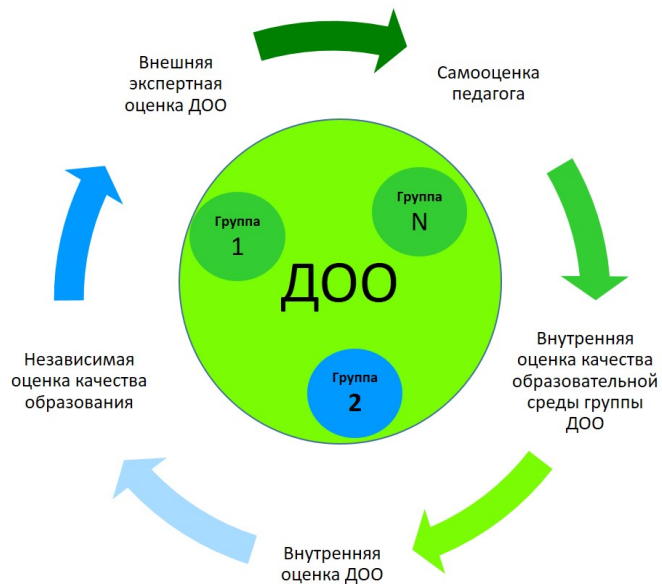 Внешняя
экспертная
оценка ДОО
Самооценка
педагога
Группа
1
Группа
N
ДОО
Группа
2
Внутренняя
оценка качества
образовательной
среды группы
ДОО
Независимая
оценка качества
образования
Внутренняя
оценка ДОО